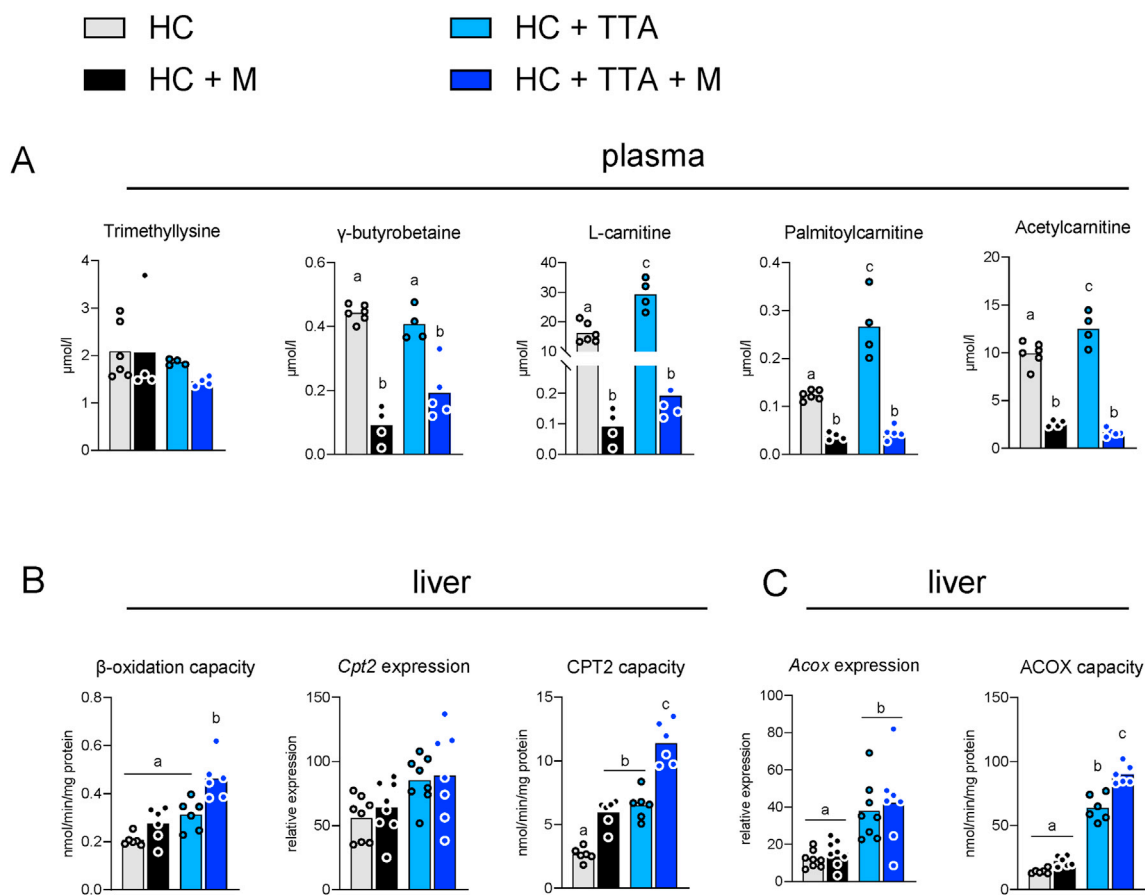 HC
HC + TTA
HC + M
HC + TTA + M
A
plasma
Trimethyllysine
γ-butyrobetaine
L-carnitine
Palmitoylcarnitine
Acetylcarnitine
μmol/l
4
3
2
1
0
μmol/l
0.6
0.4
0.2
0.0
a
b
a
b
μmol/l
40
30
20
10
0.2
0.1
0.0
a
b
c
b
μmol/l
0.4
0.3
0.2
0.1
0.0
a
b
c
b
μmol/l
20
15
10
5
0
a
b
c
b
B
liver
C
liver
β-oxidation capacity
Cpt2 expression
CPT2 capacity
Acox expression
ACOX capacity
nmol/min/mg protein
0.8
0.6
0.4
0.2
0.0
a
b
relative expression
150
100
50
0
nmol/min/mg protein
15
10
5
0
a
b
c
relative expression
100
80
60
40
20
0
a
b
nmol/min/mg protein
150
100
50
0
a
b
c